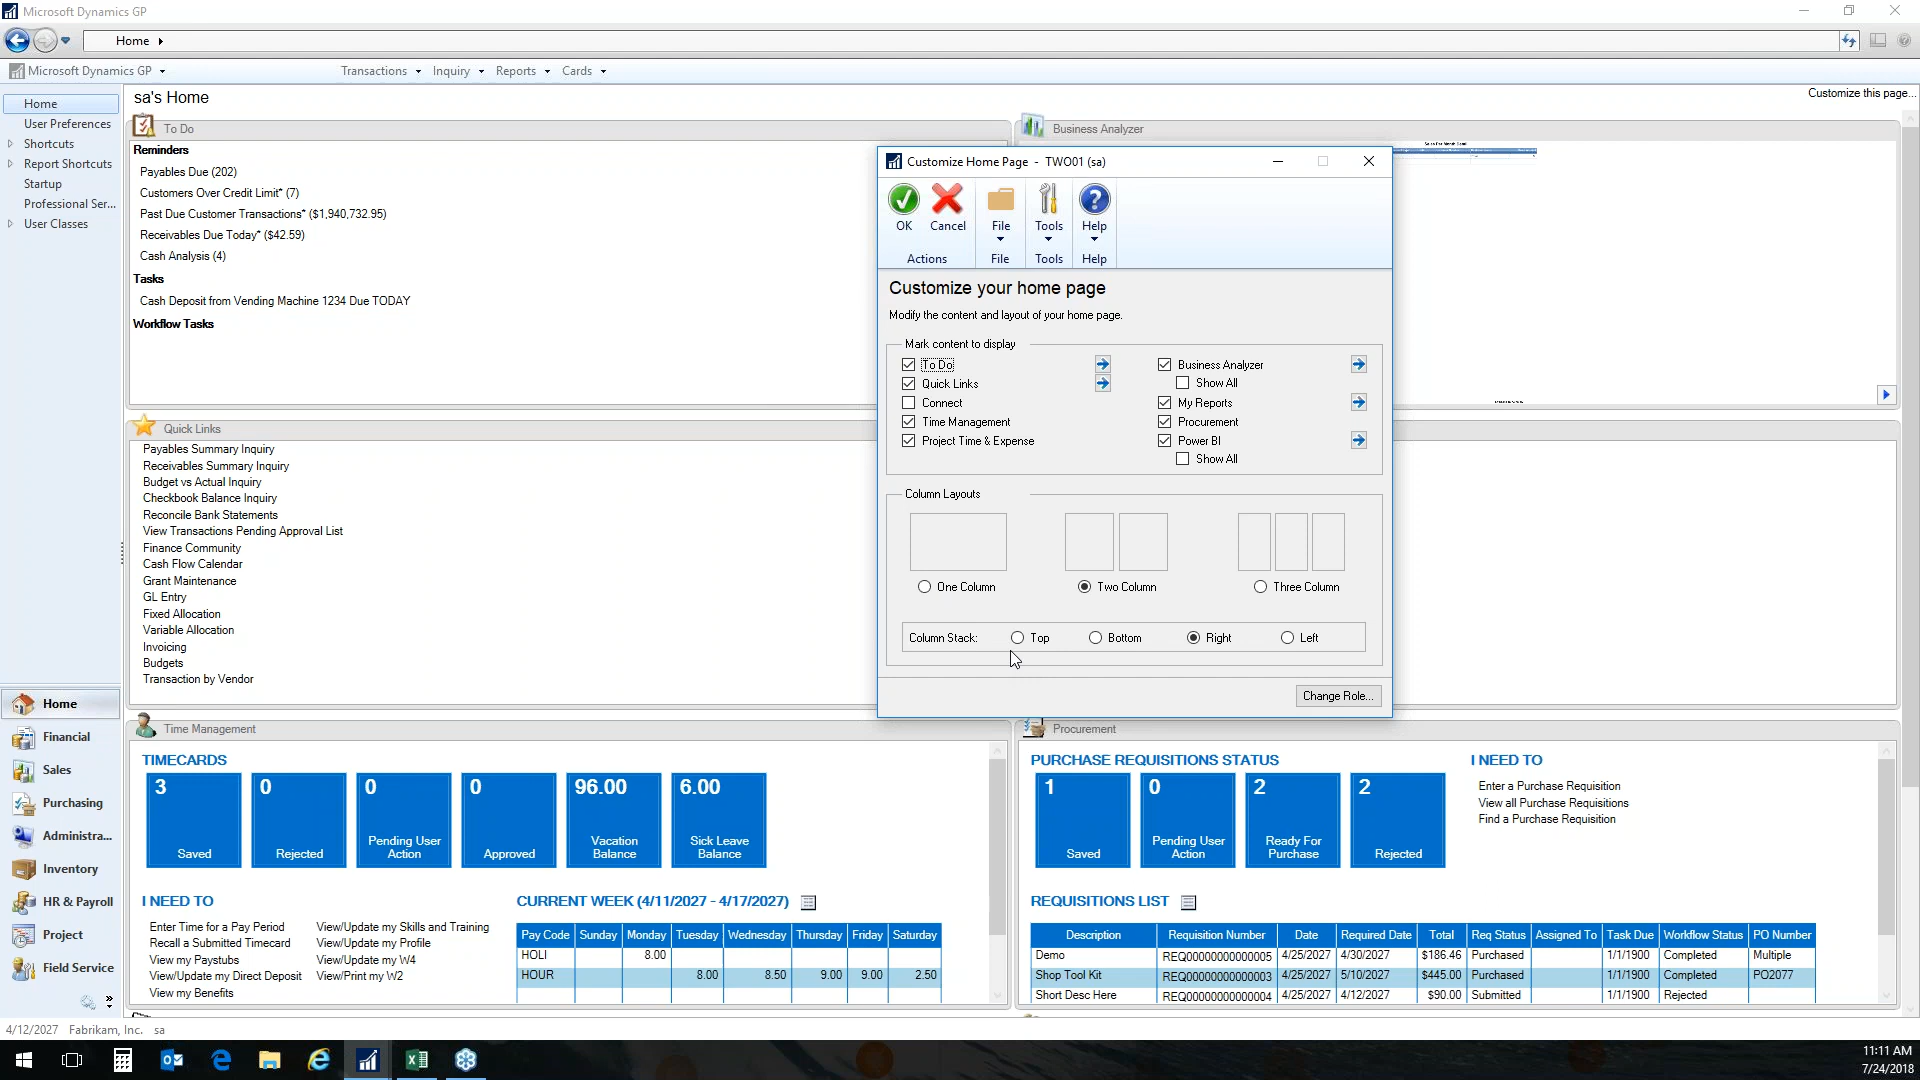 Microsoft Dynamics GP
Home
Microsoft Dynamics GP
Transactions Inquiry Reports Cards
Home
User Preferences
Shortcuts
Report Shortcuts
Startup
Professional Ser...
User Classes
Home
Financial
Sales
Purchasing
Administra...
Inventory
HR & Payroll
Project
Field Service
sa's Home
Customize this page...
To Do
Reminders
Payables Due (202)
Customers Over Credit Limit* (7)
Past Due Customer Transactions* ($1,940,732.95)
Receivables Due Today* ($42.59)
Cash Analysis (4)
Tasks
Cash Deposit from Vending Machine 1234 Due TODAY
Workflow Tasks
Business Analyzer
Quick Links
Payables Summary Inquiry
Receivables Summary Inquiry
Budget vs Actual Inquiry
Checkbook Balance Inquiry
Reconcile Bank Statements
View Transactions Pending Approval List
Finance Community
Cash Flow Calendar
Grant Maintenance
GL Entry
Fixed Allocation
Variable Allocation
Invoicing
Budgets
Transaction by Vendor
Customize Home Page - TWO01 (sa)
OK Cancel File Tools Help
Actions File Tools Help
Customize your home page
Modify the content and layout of your home page.
Mark content to display
To Do
Quick Links
Connect
Time Management
Project Time & Expense
Business Analyzer
Show All
My Reports
Procurement
Power BI
Show All
Column Layouts
One Column Two Column Three Column
Column Stack: Top Bottom Right Left
Change Role...
Time Management
TIMECARDS
3 Saved
0 Rejected
0 Pending User Action
0 Approved
96.00 Vacation Balance
6.00 Sick Leave Balance
I NEED TO
Enter Time for a Pay Period
Recall a Submitted Timecard
View my Paystubs
View/Update my Direct Deposit
View my Benefits
View/Update my Skills and Training
View/Update my Profile
View/Update my W4
View/Print my W2
CURRENT WEEK (4/11/2027 - 4/17/2027)
Pay Code Sunday Monday Tuesday Wednesday Thursday Friday Saturday
HOLI 8.00
HOUR 8.00 8.50 9.00 9.00 2.50
Procurement
PURCHASE REQUISITIONS STATUS
1 Saved
0 Pending User Action
2 Ready For Purchase
2 Rejected
I NEED TO
Enter a Purchase Requisition
View all Purchase Requisitions
Find a Purchase Requisition
REQUISITIONS LIST
Description Requisition Number Date Required Date Total Req Status Assigned To Task Due Workflow Status PO Number
Demo REQ00000000000005 4/25/2027 4/30/2027 $186.46 Purchased 1/1/1900 Completed Multiple
Shop Tool Kit REQ00000000000003 4/25/2027 5/10/2027 $445.00 Purchased 1/1/1900 Completed PO2077
Short Desc Here REQ00000000000004 4/25/2027 4/12/2027 $90.00 Submitted 1/1/1900 Rejected
4/12/2027 Fabrikam, Inc. sa
11:11 AM
7/24/2018